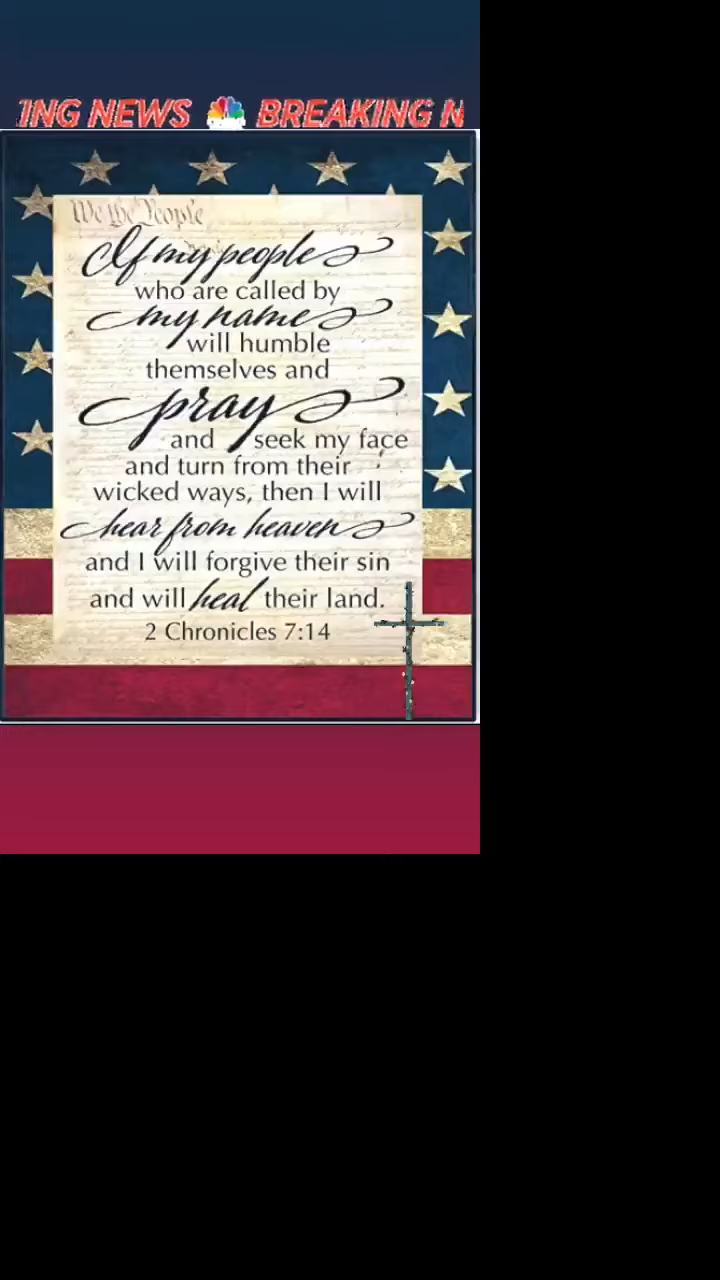 ING NEWS BREAKING N
We the People
If my people
who are called by
my name
will humble
themselves and
pray
and seek my face
and turn from their
wicked ways, then I will
hear from heaven
and I will forgive their sin
and will heal their land.
2 Chronicles 7:14